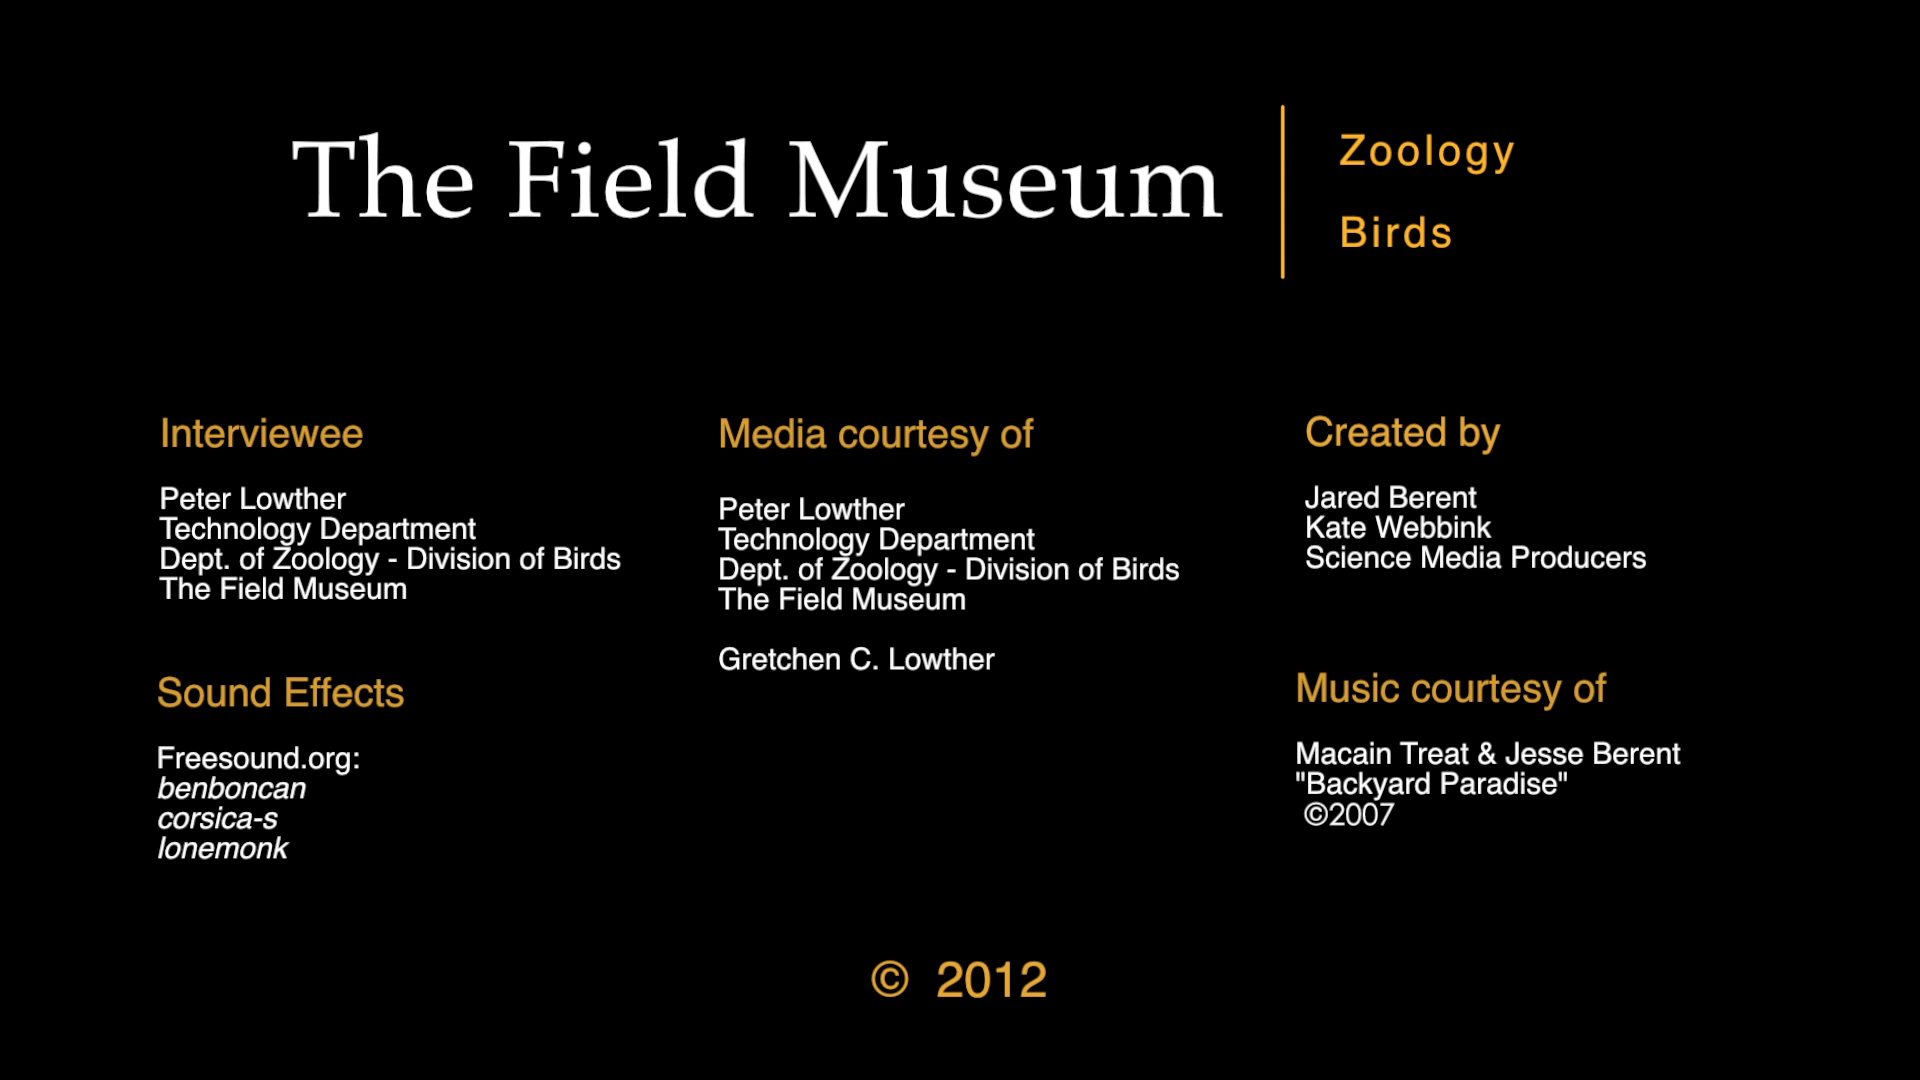 The Field Museum
Zoology
Birds
Interviewee
Peter Lowther
Technology Department
Dept. of Zoology - Division of Birds
The Field Museum
Sound Effects
Freesound.org:
benboncan
corsica-s
lonemonk
Media courtesy of
Peter Lowther
Technology Department
Dept. of Zoology - Division of Birds
The Field Museum
Gretchen C. Lowther
Created by
Jared Berent
Kate Webbink
Science Media Producers
Music courtesy of
Macain Treat & Jesse Berent
"Backyard Paradise"
©2007
© 2012